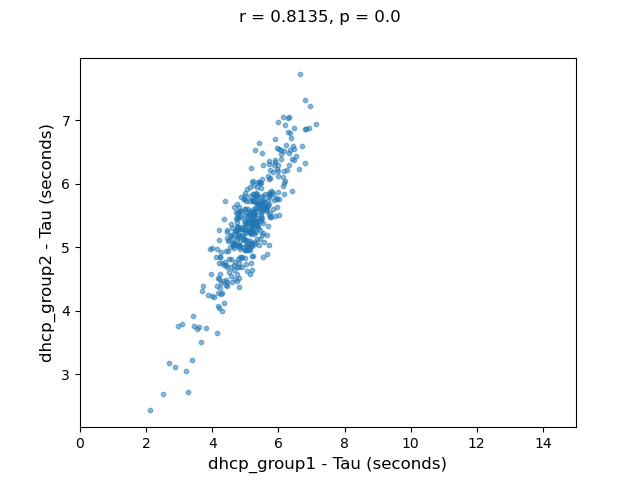 r = 0.8135, p = 0.0
dhcp_group2 - Tau (seconds)
7
6
5
4
3
0 2 4 6 8 10 12 14
dhcp_group1 - Tau (seconds)